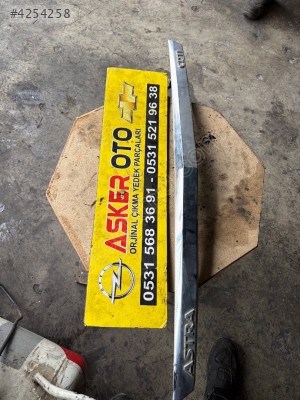 #4254258
ASKER OTO
ORJİNAL ÇIKMA YEDEK PARÇALARI
0531 568 36 91 - 0531 521 96 38
ASTRA